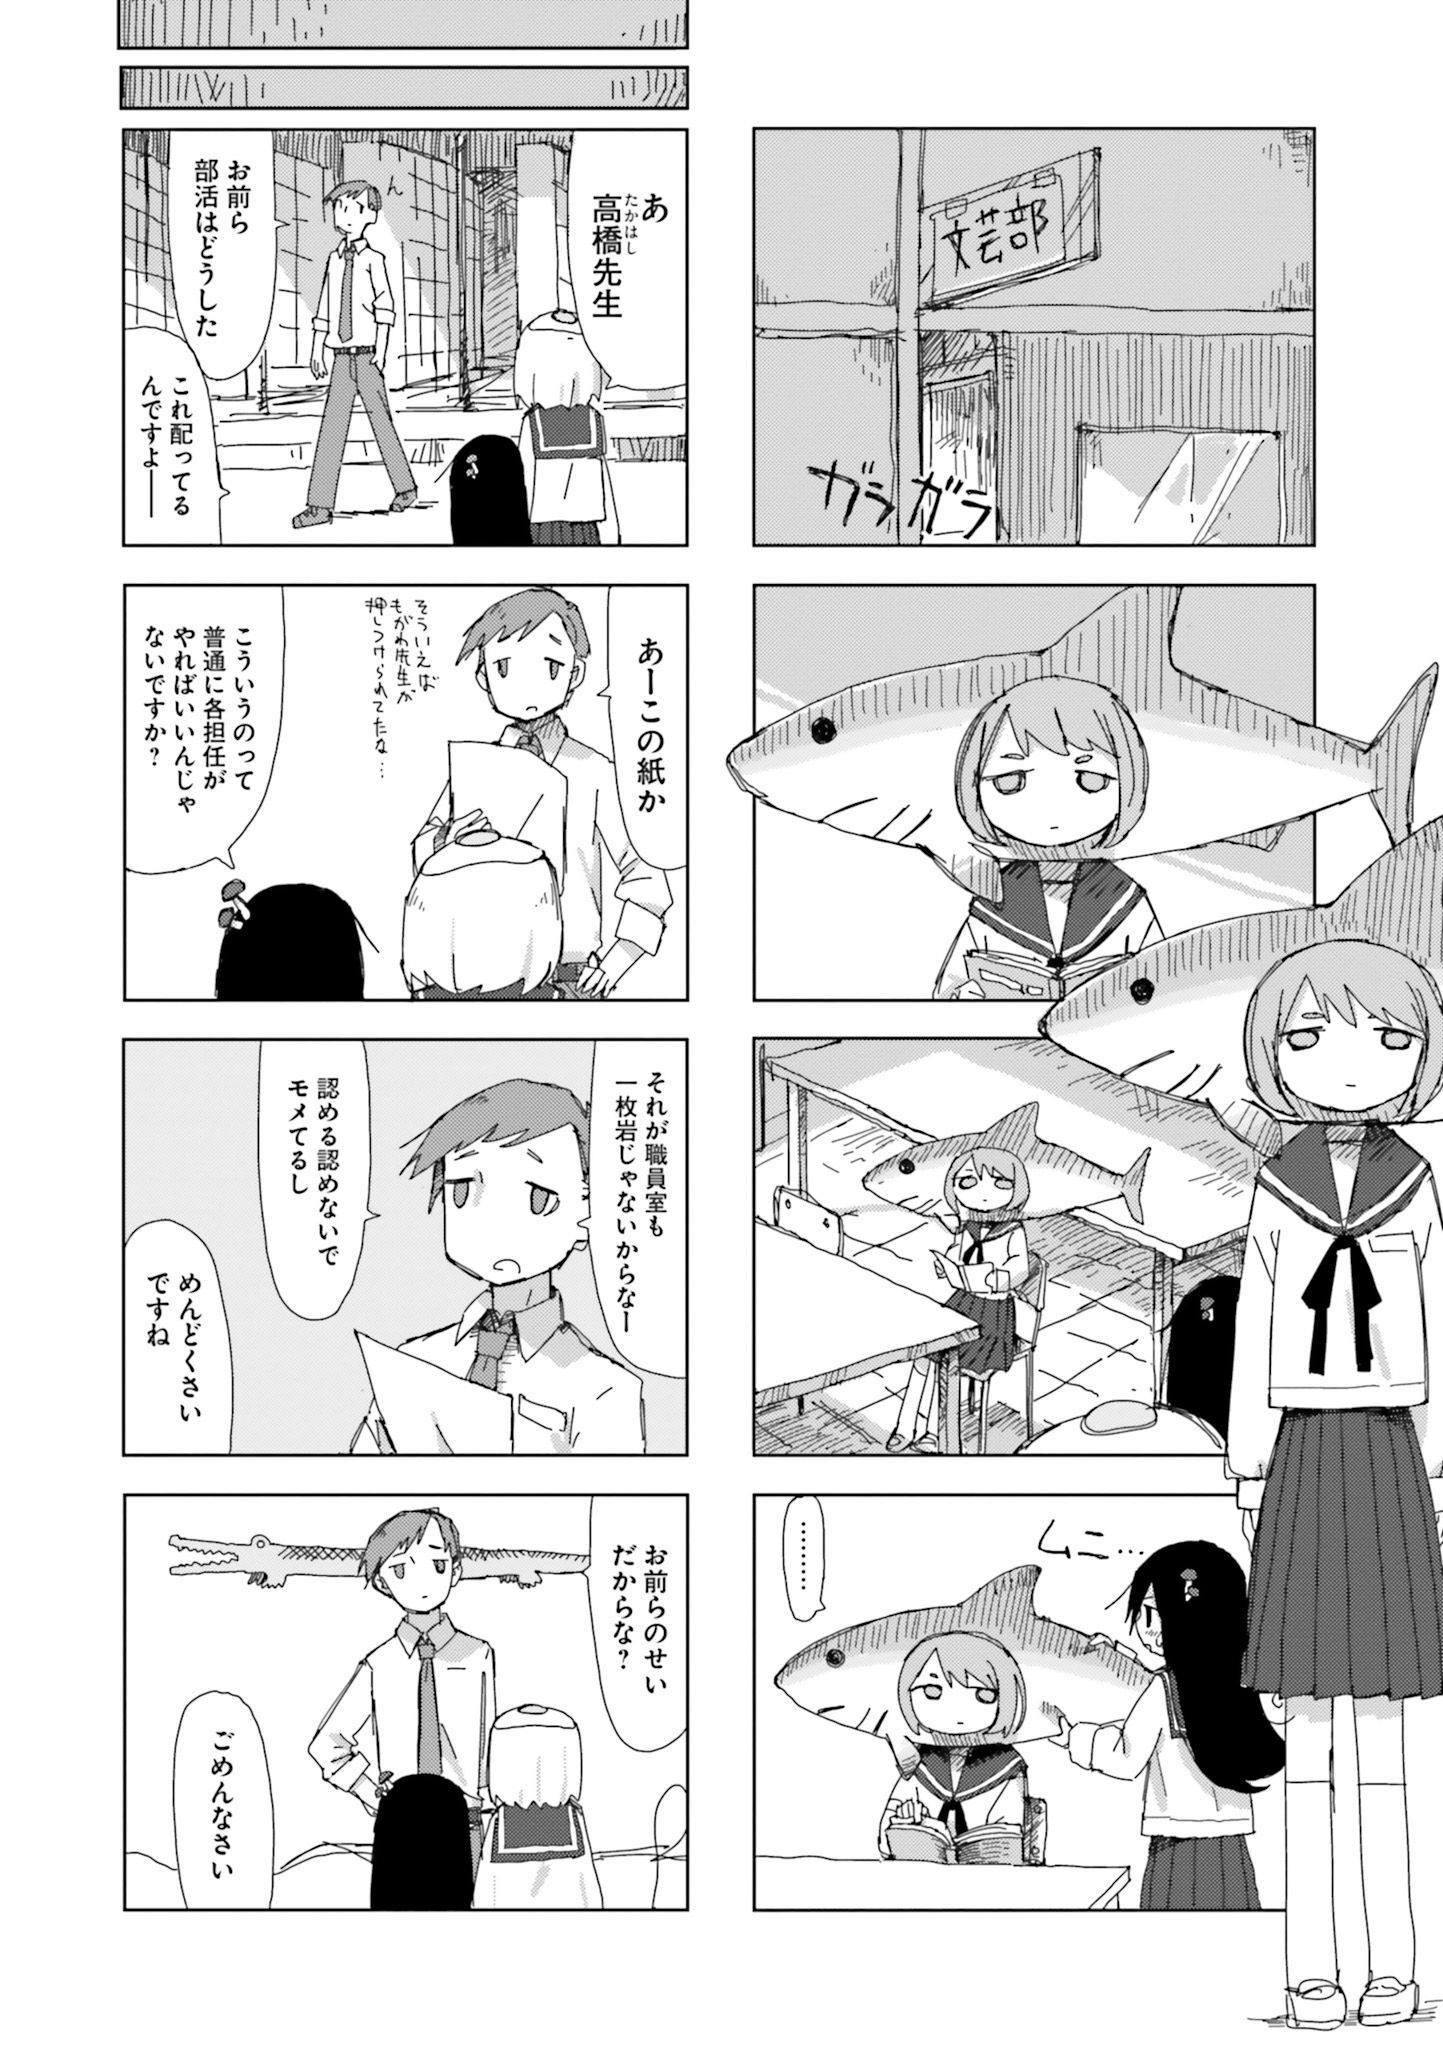 文芸部
ガラガラ
ムニ…
………
あ
高橋先生
たかはし
ん
お前ら
部活はどうした
これ配ってる
んですよ――
あーこの紙か
そういえば
もがわ先生が
押しつけられてたな…
こういうのって
普通に各担任が
やればいいんじゃ
ないですか？
それが職員室も
一枚岩じゃないからなー
認める認めないで
モメてるし
めんどくさい
ですね
お前らのせい
だからな？
ごめんなさい